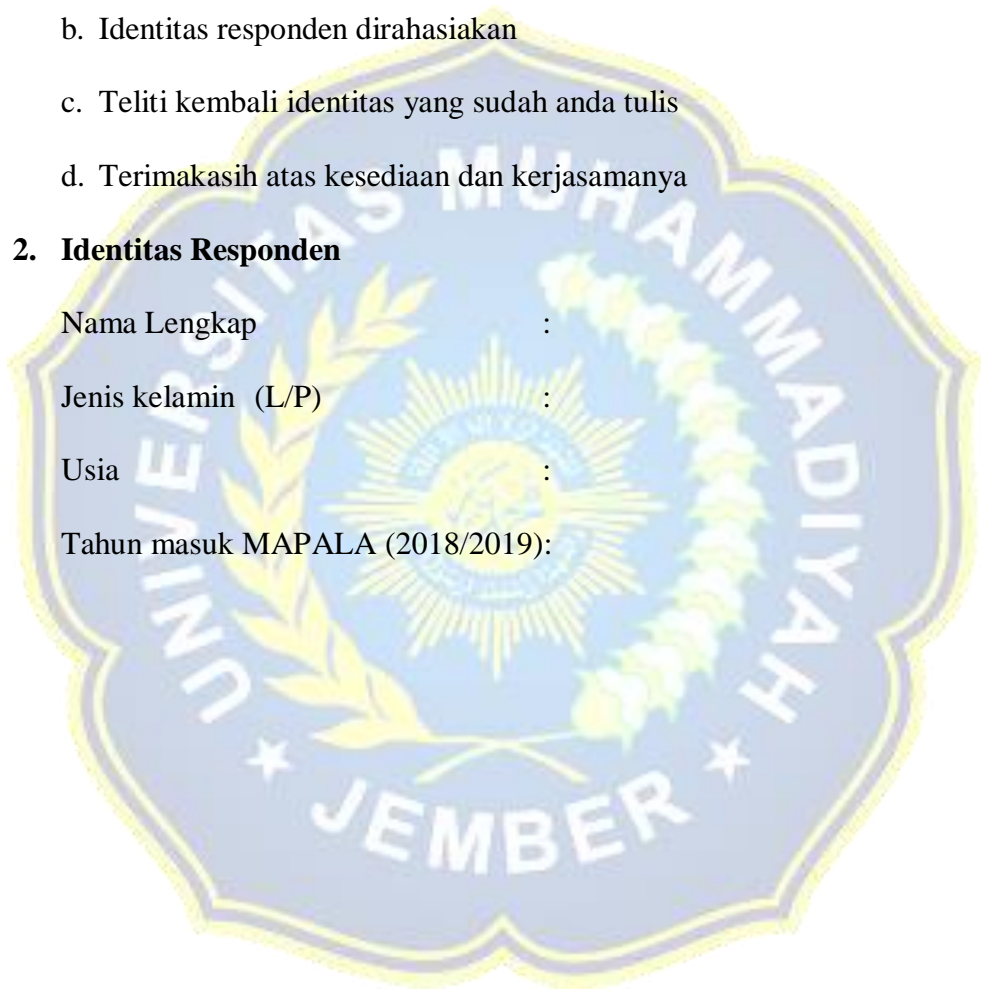 b. Identitas responden dirahasiakan
c. Teliti kembali identitas yang sudah anda tulis
d. Terimakasih atas kesediaan dan kerjasamanya
2. Identitas Responden
Nama Lengkap :
Jenis kelamin (L/P) :
Usia :
Tahun masuk MAPALA (2018/2019):
UNIVERSITAS MUHAMMADIYAH
JEMBER